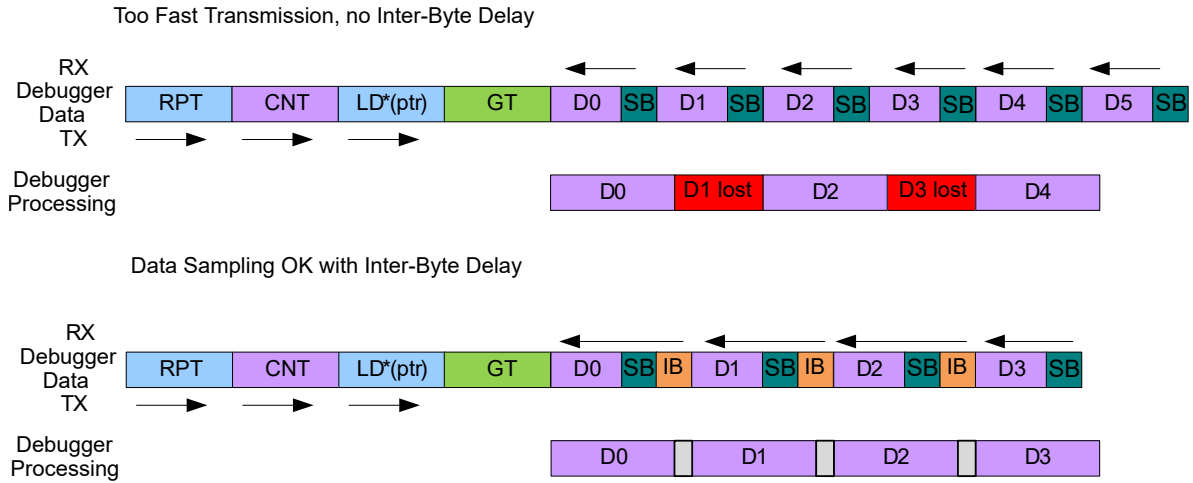 Too Fast Transmission, no Inter-Byte Delay
RX
Debugger
Data
TX
RPT CNT LD*(ptr) GT D0 SB D1 SB D2 SB D3 SB D4 SB D5 SB
Debugger
Processing
D0 D1 lost D2 D3 lost D4
Data Sampling OK with Inter-Byte Delay
RX
Debugger
Data
TX
RPT CNT LD*(ptr) GT D0 SB IB D1 SB IB D2 SB IB D3 SB
Debugger
Processing
D0 D1 D2 D3